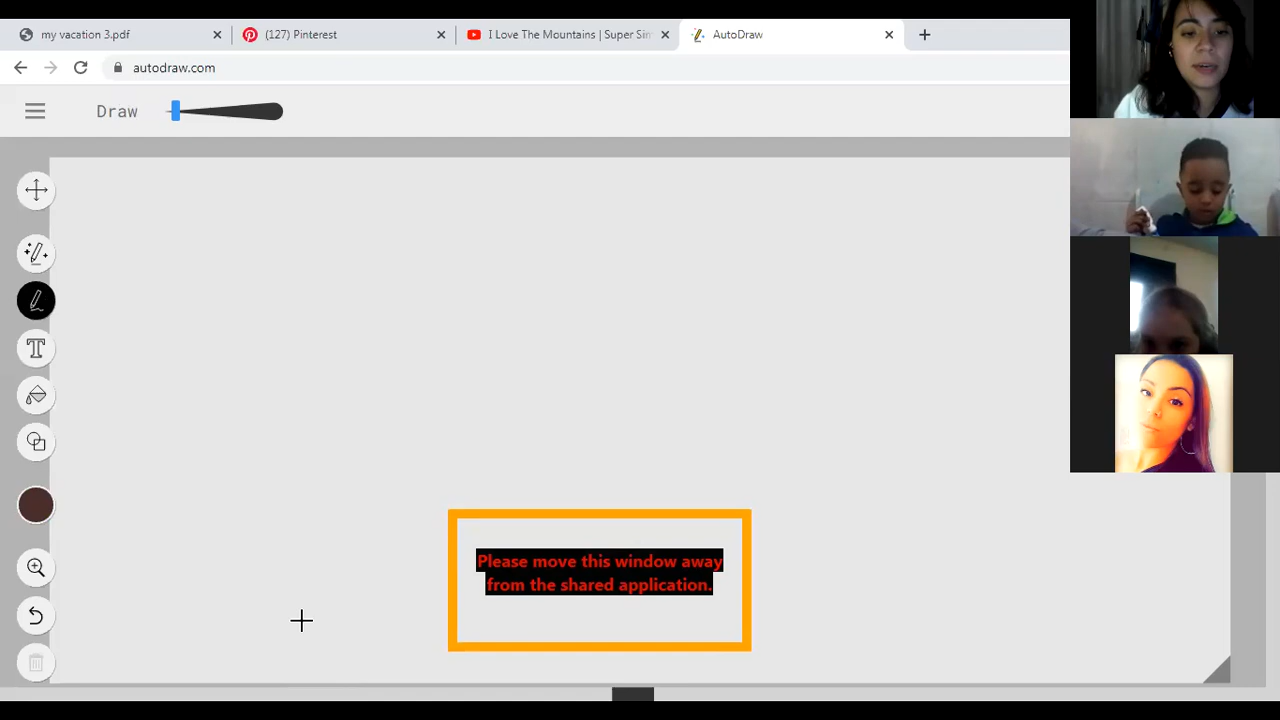 my vacation 3.pdf
(127) Pinterest
I Love The Mountains | Super Sim
AutoDraw
autodraw.com
Draw
T
Please move this window away
from the shared application.